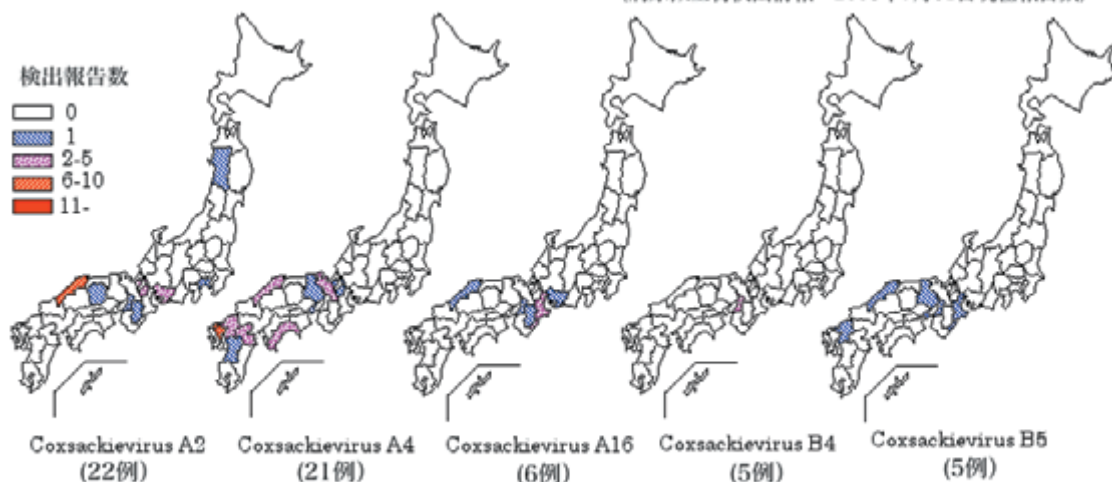 検出報告数
0
1
2-5
6-10
11-
Coxsackievirus A2
(22例)
Coxsackievirus A4
(21例)
Coxsackievirus A16
(6例)
Coxsackievirus B4
(5例)
Coxsackievirus B5
(5例)